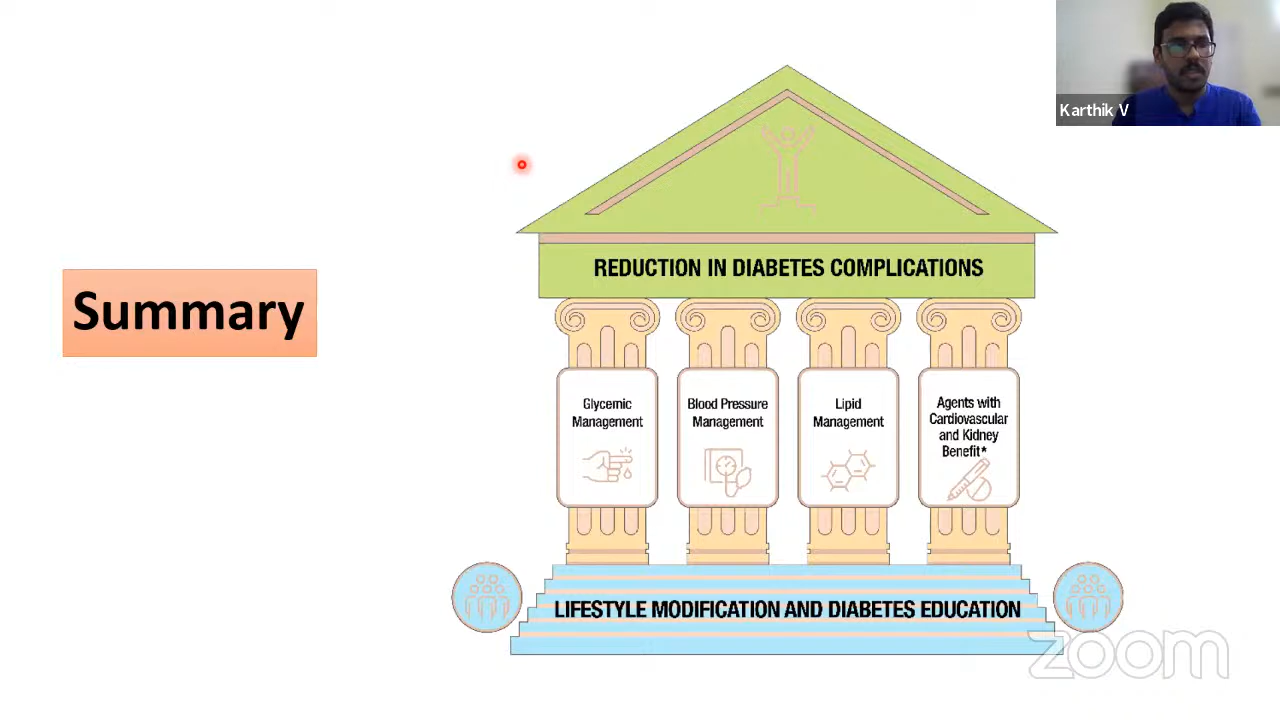 Karthik V
Summary
REDUCTION IN DIABETES COMPLICATIONS
Glycemic
Management
Blood Pressure
Management
Lipid
Management
Agents with
Cardiovascular
and Kidney
Benefit*
LIFESTYLE MODIFICATION AND DIABETES EDUCATION
zoom